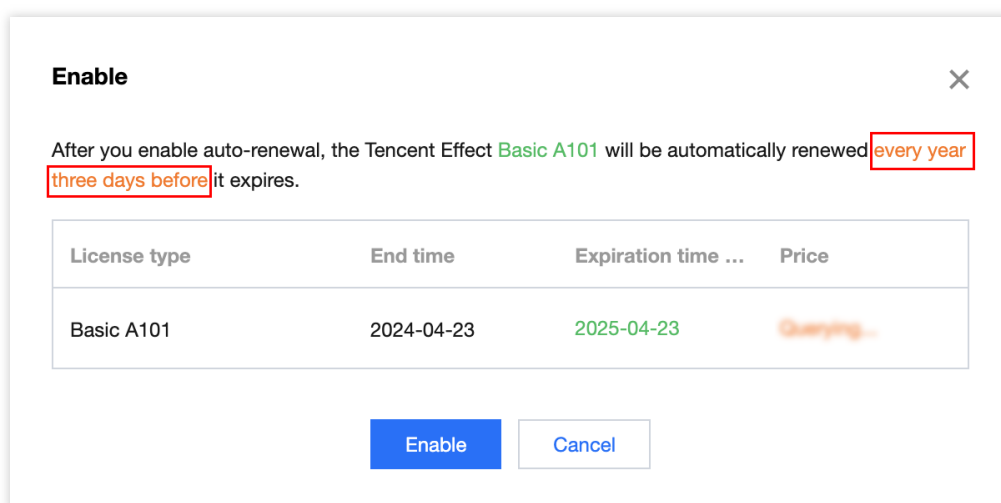 Enable
After you enable auto-renewal, the Tencent Effect Basic A101 will be automatically renewed every year
three days before it expires.
License type End time Expiration time ... Price
Basic A101 2024-04-23 2025-04-23 Querying...
Enable Cancel